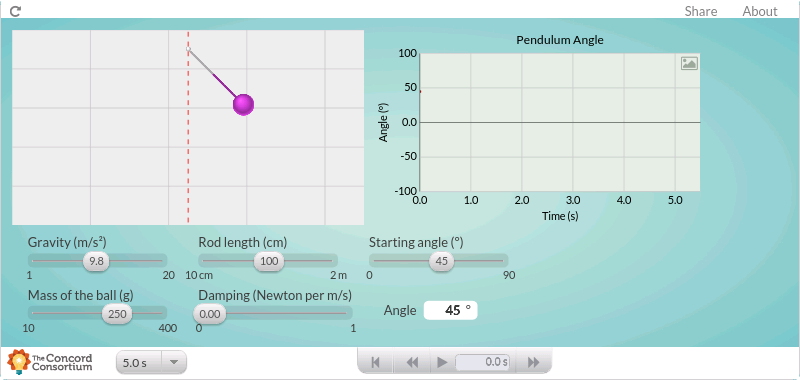 Share About
Pendulum Angle
100
50
0.0
-50
-100
Angle (°)
0.0 1.0 2.0 3.0 4.0 5.0
Time (s)
Gravity (m/s²) Rod length (cm) Starting angle (°)
9.8 100 45
1 20 10 cm 2 m 0 90
Mass of the ball (g) Damping (Newton per m/s)
250 0.00 Angle 45 °
10 400 0 1
The Concord
Consortium
5.0 s 0.0 s